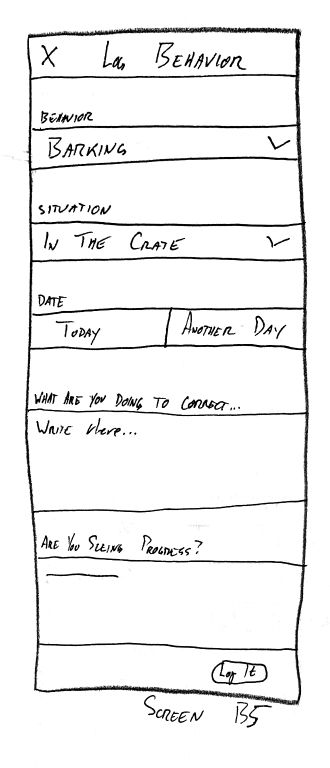 X Log BEHAVIOR
BEHAVIOR
BARKING
SITUATION
IN THE CRATE
DATE
TODAY ANOTHER DAY
WHAT ARE YOU DOING TO CORRECT...
WRITE Here...
ARE YOU SEEING PROGRESS?
Log It
SCREEN B5